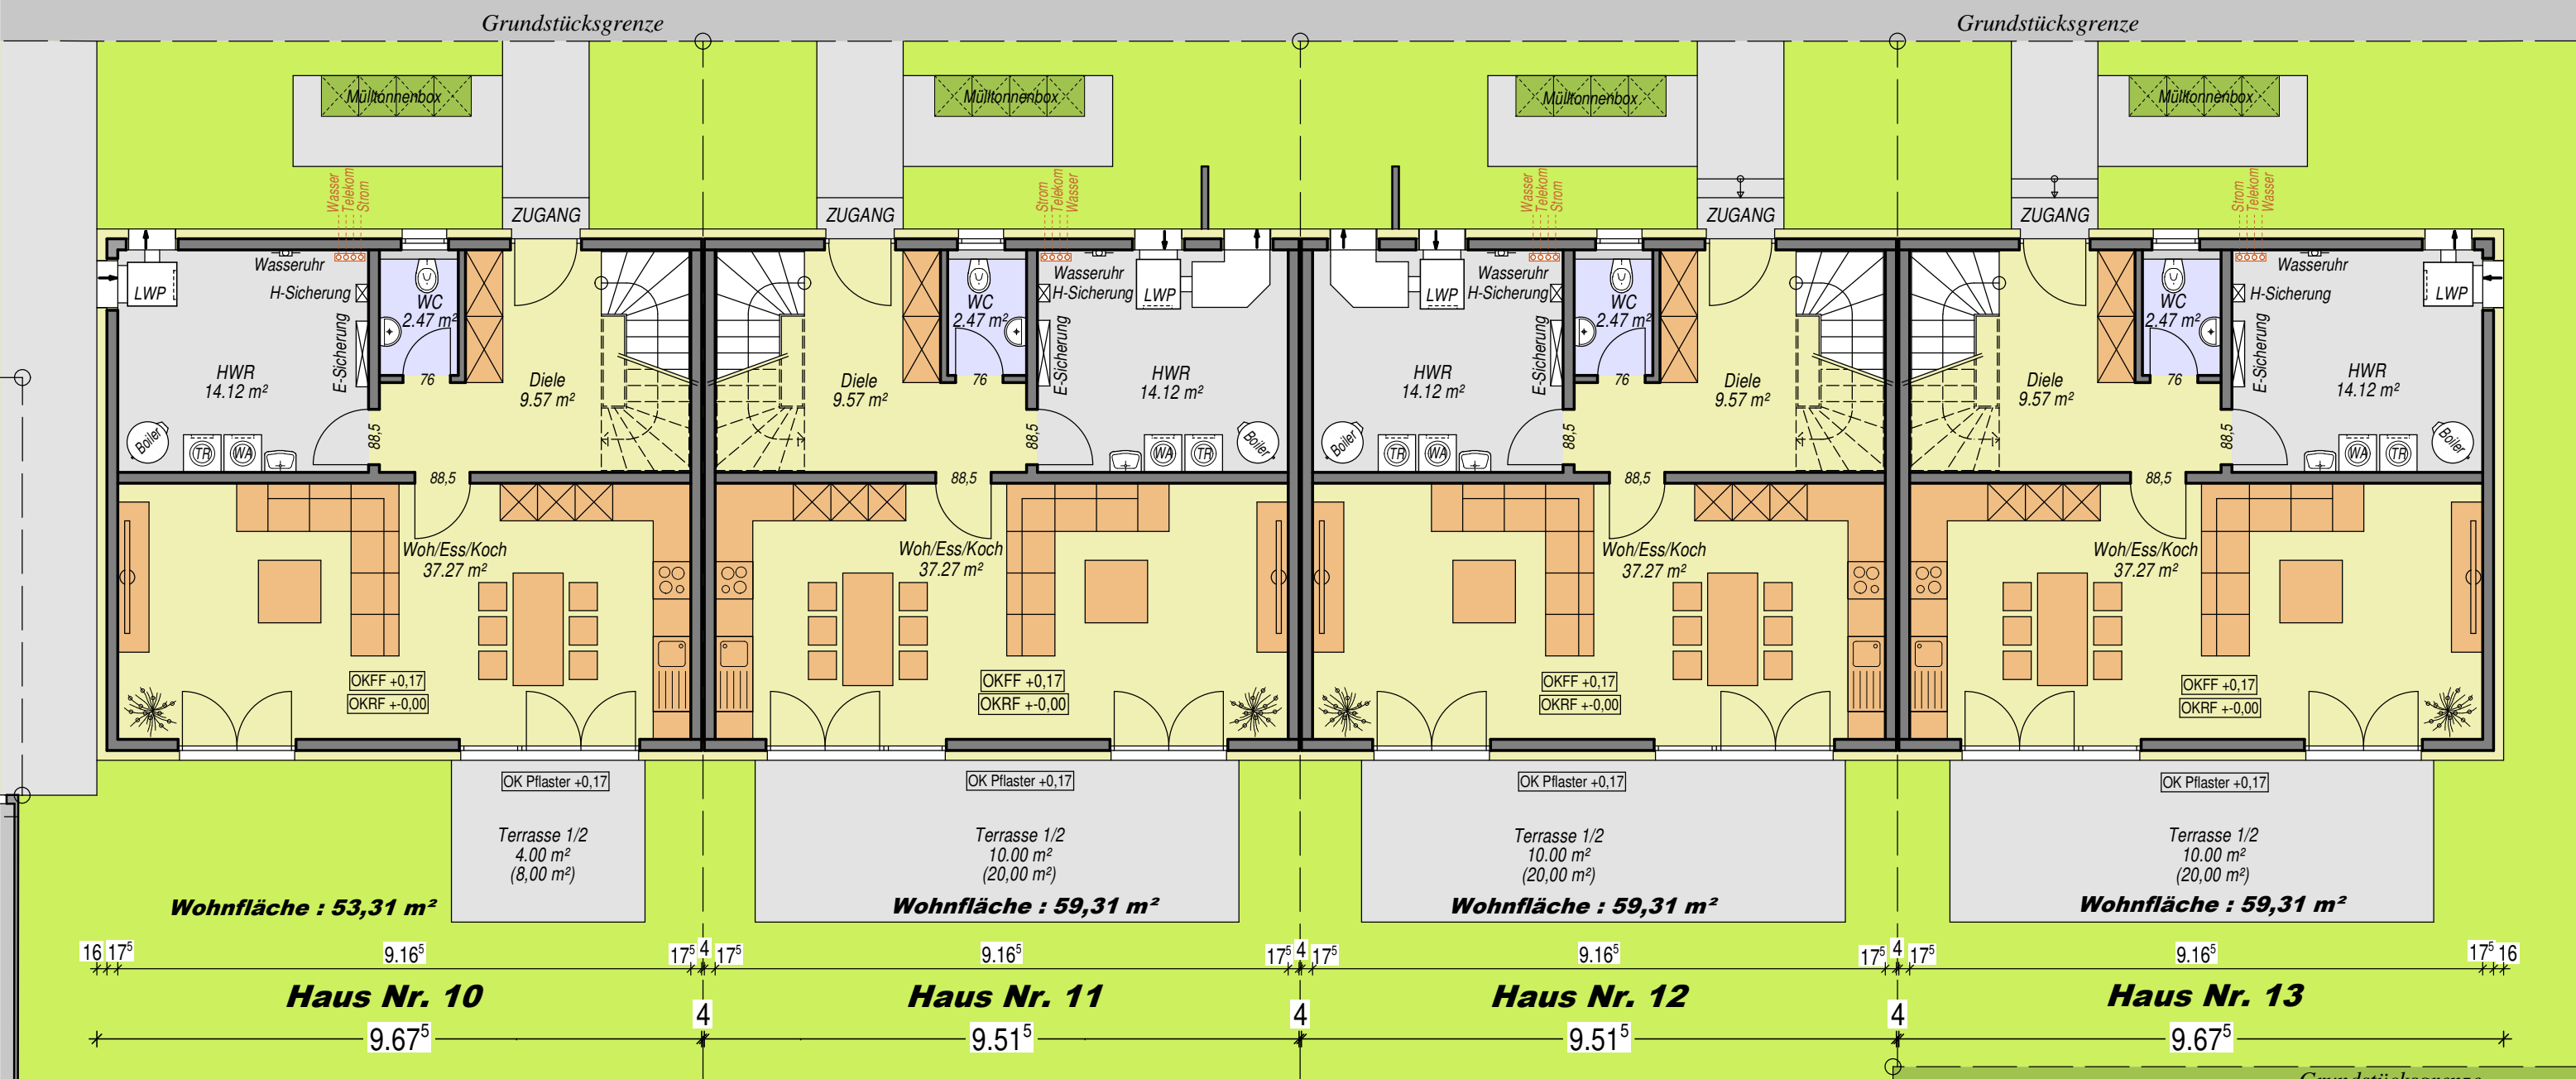 Grundstücksgrenze
Grundstücksgrenze
Mülltonnenbox
Mülltonnenbox
Mülltonnenbox
Mülltonnenbox
Wasser
Telekom
Strom
Strom
Telekom
Wasser
Wasser
Telekom
Strom
Strom
Telekom
Wasser
ZUGANG
ZUGANG
ZUGANG
ZUGANG
LWP
Wasseruhr
H-Sicherung
E-Sicherung
WC
2.47 m²
76
HWR
14.12 m²
Diele
9.57 m²
Boiler
TR
WA
88,5
88,5
Diele
9.57 m²
WC
2.47 m²
76
Wasseruhr
H-Sicherung
E-Sicherung
LWP
HWR
14.12 m²
88,5
88,5
WA
TR
Boiler
LWP
Wasseruhr
H-Sicherung
E-Sicherung
WC
2.47 m²
76
HWR
14.12 m²
Diele
9.57 m²
Boiler
TR
WA
88,5
88,5
Diele
9.57 m²
WC
2.47 m²
76
Wasseruhr
H-Sicherung
E-Sicherung
LWP
HWR
14.12 m²
88,5
88,5
WA
TR
Boiler
Woh/Ess/Koch
37.27 m²
Woh/Ess/Koch
37.27 m²
Woh/Ess/Koch
37.27 m²
Woh/Ess/Koch
37.27 m²
OKFF +0,17
OKRF +-0,00
OKFF +0,17
OKRF +-0,00
OKFF +0,17
OKRF +-0,00
OKFF +0,17
OKRF +-0,00
OK Pflaster +0,17
OK Pflaster +0,17
OK Pflaster +0,17
OK Pflaster +0,17
Terrasse 1/2
4.00 m²
(8,00 m²)
Terrasse 1/2
10.00 m²
(20,00 m²)
Terrasse 1/2
10.00 m²
(20,00 m²)
Terrasse 1/2
10.00 m²
(20,00 m²)
Wohnfläche : 53,31 m²
Wohnfläche : 59,31 m²
Wohnfläche : 59,31 m²
Wohnfläche : 59,31 m²
16 17⁵ 9.16⁵ 17⁵ 4 17⁵ 9.16⁵ 17⁵ 4 17⁵ 9.16⁵ 17⁵ 4 17⁵ 9.16⁵ 17⁵ 16
Haus Nr. 10
Haus Nr. 11
Haus Nr. 12
Haus Nr. 13
9.67⁵ 4 9.51⁵ 4 9.51⁵ 4 9.67⁵
Grundstücksgrenze